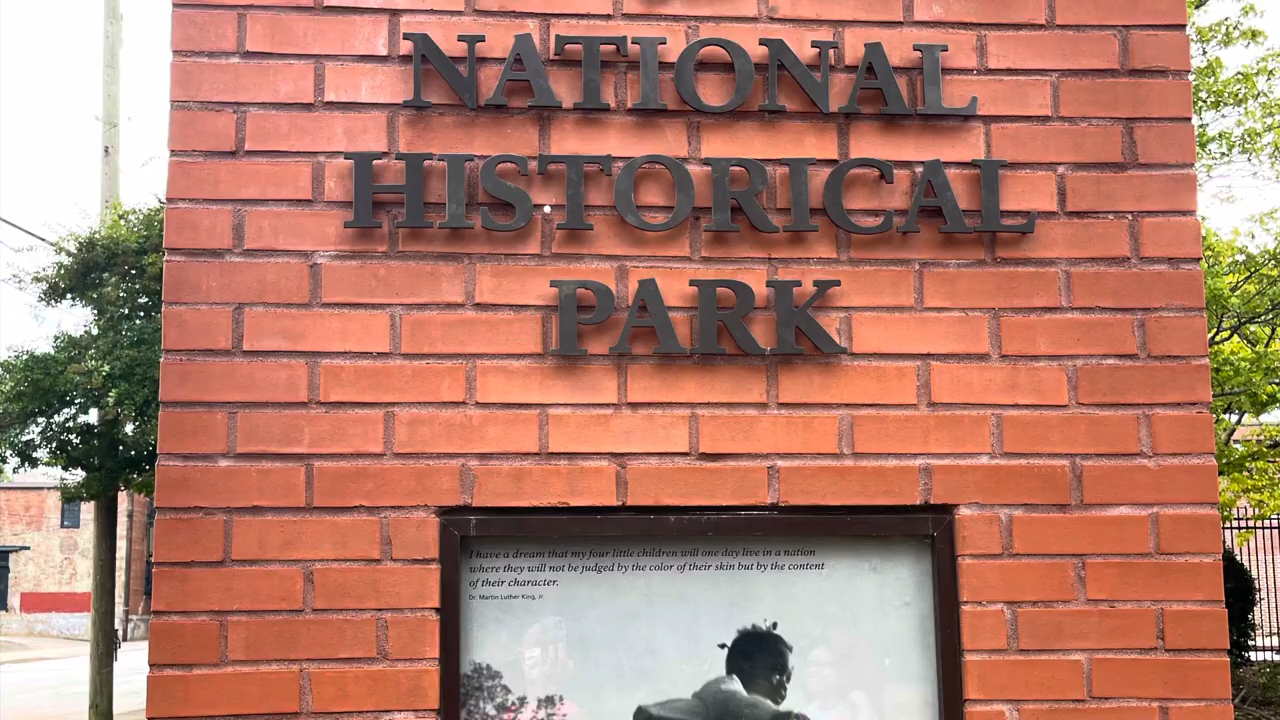 NATIONAL
HISTORICAL
PARK
I have a dream that my four little children will one day live in a nation
where they will not be judged by the color of their skin but by the content
of their character.
Dr. Martin Luther King, Jr.